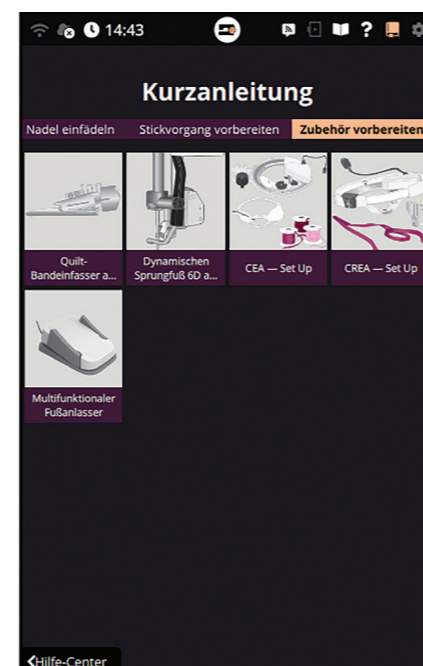 14:43
?
Kurzanleitung
Nadel einfädeln Stickvorgang vorbereiten Zubehör vorbereiten
Quilt-
Bandeinfasser a...
Dynamischen
Sprungfuß 6D a...
CEA — Set Up
CREA — Set Up
Multifunktionaler
Fußanlasser
Hilfe-Center